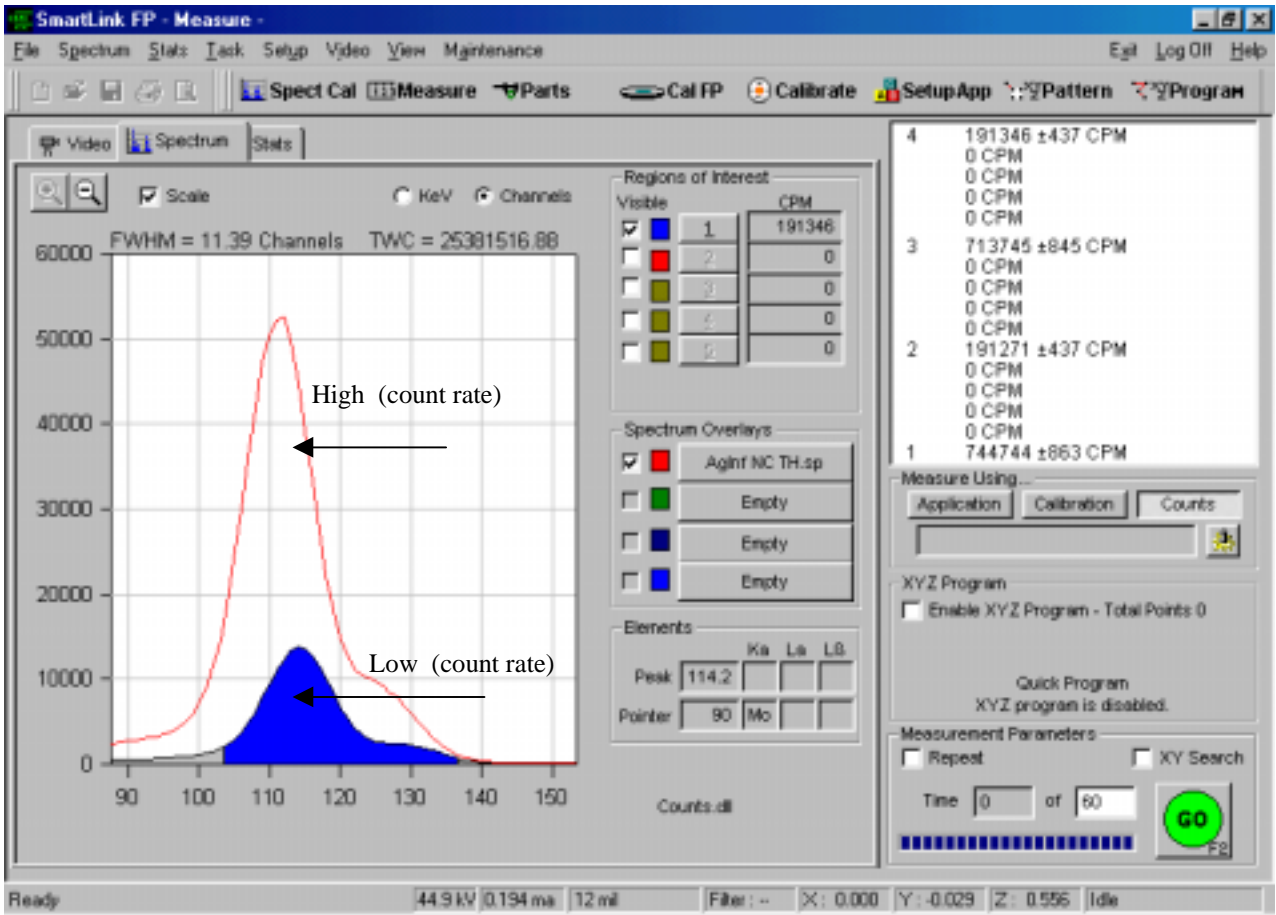 SmartLink FP - Measure -
File Spectrum Stats Task Setup Video View Maintenance Exit Log Off Help
Spect Cal Measure Parts Cal FP Calibrate SetupApp XYPattern XYProgram
Video Spectrum Stats
Scale KeV Channels
FWHM = 11.39 Channels TWC = 25381516.88
60000
50000
40000
30000
20000
10000
0
90 100 110 120 130 140 150
High (count rate)
Low (count rate)
Regions of Interest
Visible CPM
1 191346
2 0
3 0
4 0
5 0
Spectrum Overlays
AgInf NC TH.sp
Empty
Empty
Empty
Elements
Ka La LB
Peak 114.2
Pointer 90 Mo
Counts.dll
4 191346 ±437 CPM
0 CPM
0 CPM
0 CPM
0 CPM
3 713745 ±845 CPM
0 CPM
0 CPM
0 CPM
0 CPM
2 191271 ±437 CPM
0 CPM
0 CPM
0 CPM
0 CPM
1 744744 ±863 CPM
Measure Using...
Application Calibration Counts
XYZ Program
Enable XYZ Program - Total Points 0
Quick Program
XYZ program is disabled.
Measurement Parameters
Repeat XY Search
Time 0 of 60
GO
F2
Ready 44.9 kV 0.194 ma 12 mil Filter : -- X : 0.000 Y : -0.029 Z : 0.556 Idle